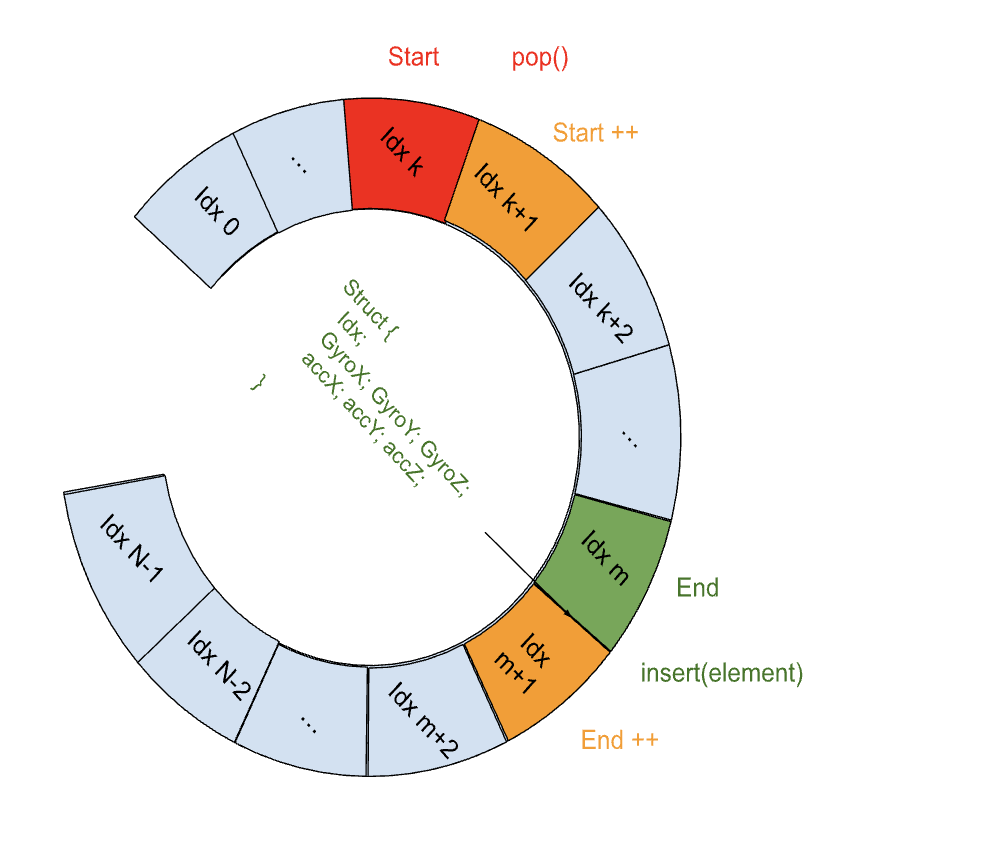 Start
pop()
Start ++
Idx 0
...
Idx k
Idx k+1
Idx k+2
...
Idx m
End
insert(element)
Idx
m+1
End ++
Idx m+2
...
Idx N-2
Idx N-1
Struct {
Idx;
GyroX; GyroY; GyroZ;
accX; accY; accZ;
}